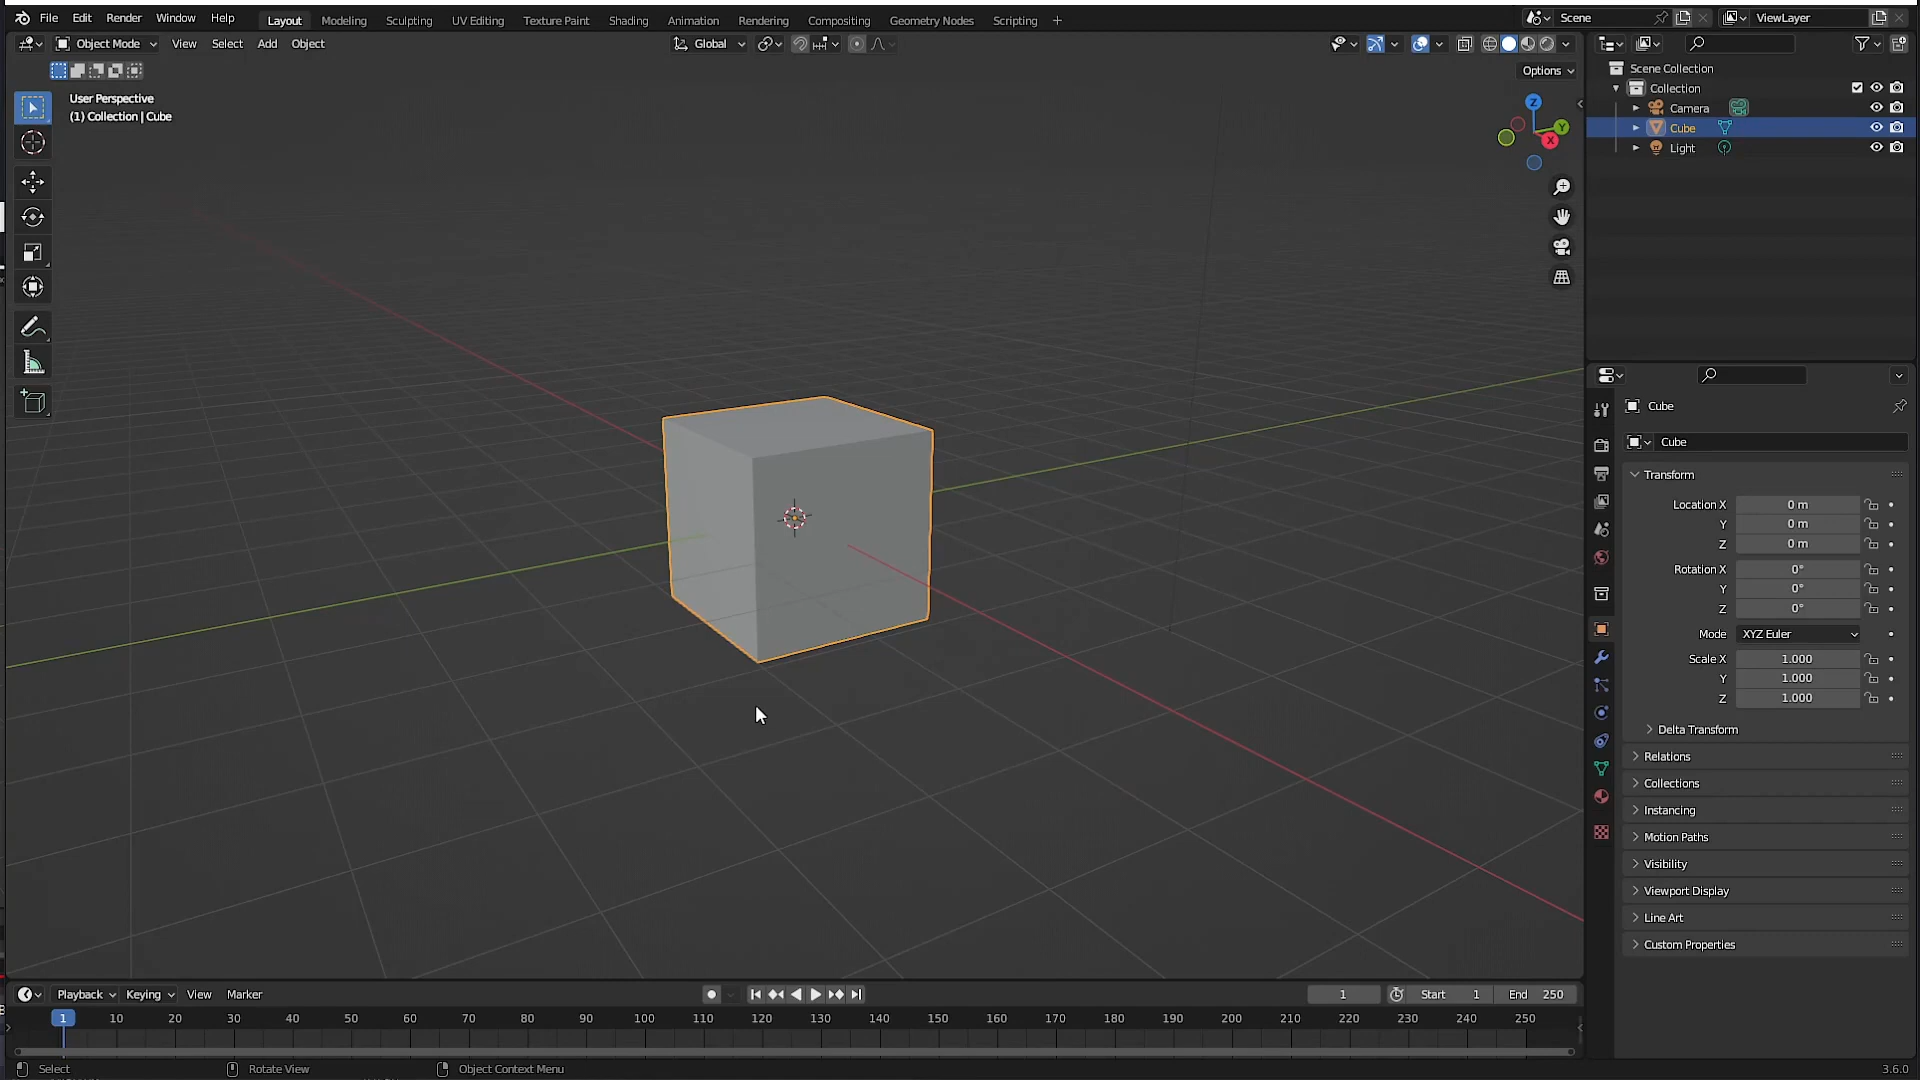 File Edit Render Window Help Layout Modeling Sculpting UV Editing Texture Paint Shading Animation Rendering Compositing Geometry Nodes Scripting + Scene ViewLayer
Object Mode View Select Add Object Global
Options
User Perspective
(1) Collection | Cube
Z
Y
X
Scene Collection
Collection
Camera
Cube
Light
Cube
Cube
Transform
Location X 0 m
Y 0 m
Z 0 m
Rotation X 0°
Y 0°
Z 0°
Mode XYZ Euler
Scale X 1.000
Y 1.000
Z 1.000
Delta Transform
Relations
Collections
Instancing
Motion Paths
Visibility
Viewport Display
Line Art
Custom Properties
Playback Keying View Marker 1 Start 1 End 250
1 10 20 30 40 50 60 70 80 90 100 110 120 130 140 150 160 170 180 190 200 210 220 230 240 250
Select Rotate View Object Context Menu 3.6.0